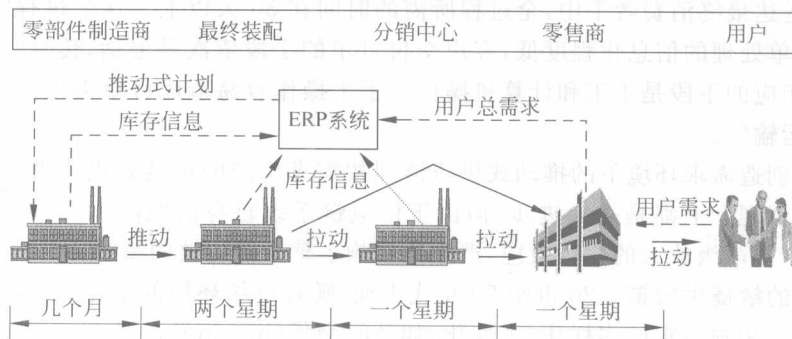 零部件制造商 最终装配 分销中心 零售商 用户
推动式计划
ERP系统
用户总需求
库存信息
库存信息
用户需求
推动 拉动 拉动 拉动
几个月 两个星期 一个星期 一个星期